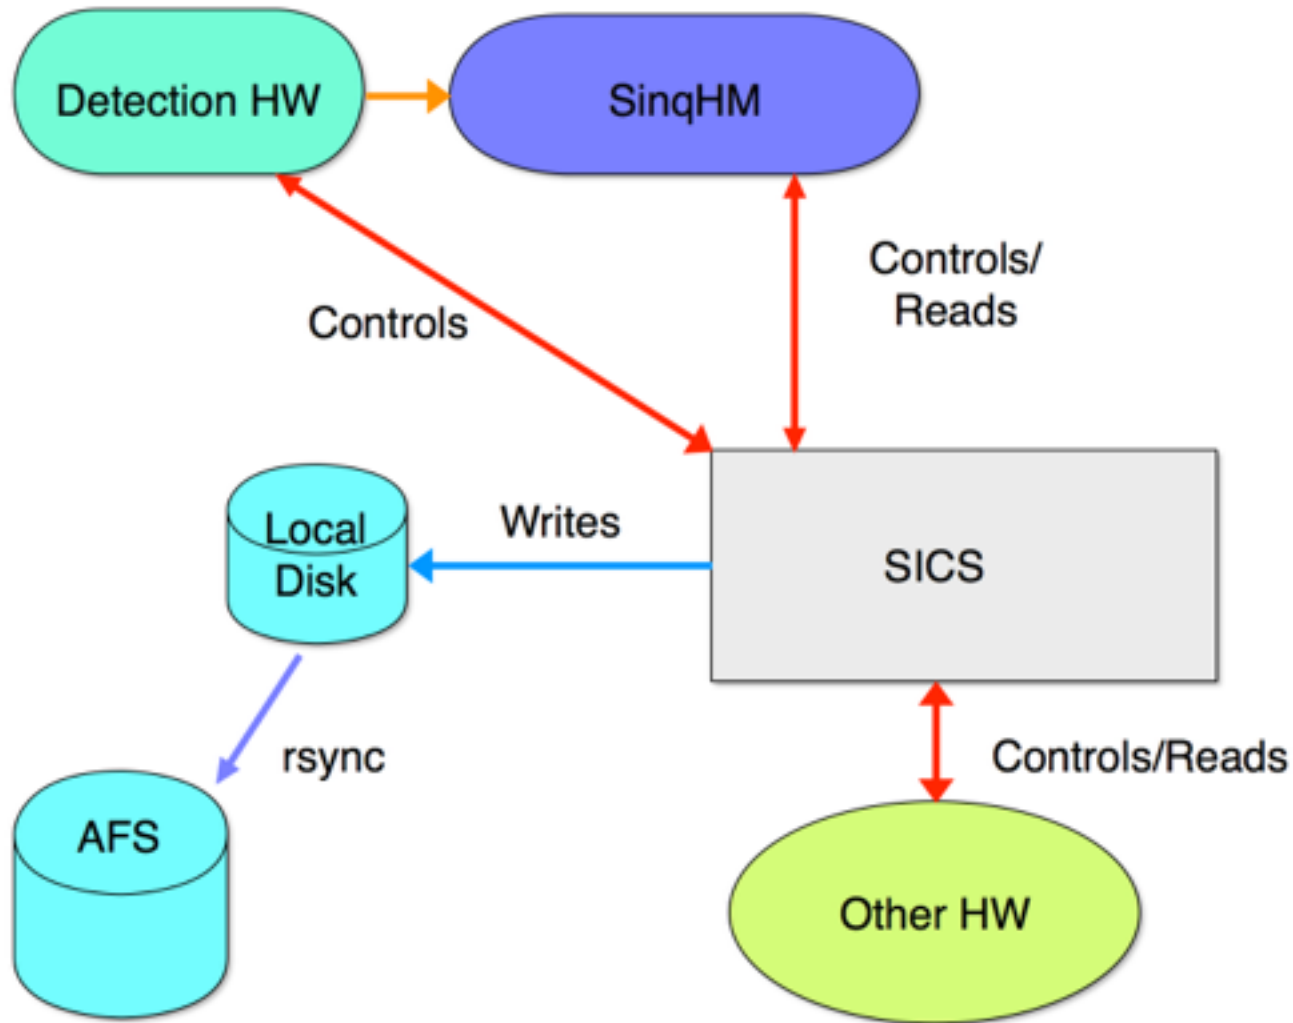 Detection HW
SinqHM
Controls/
Reads
Controls
Local
Disk
Writes
SICS
rsync
Controls/Reads
AFS
Other HW